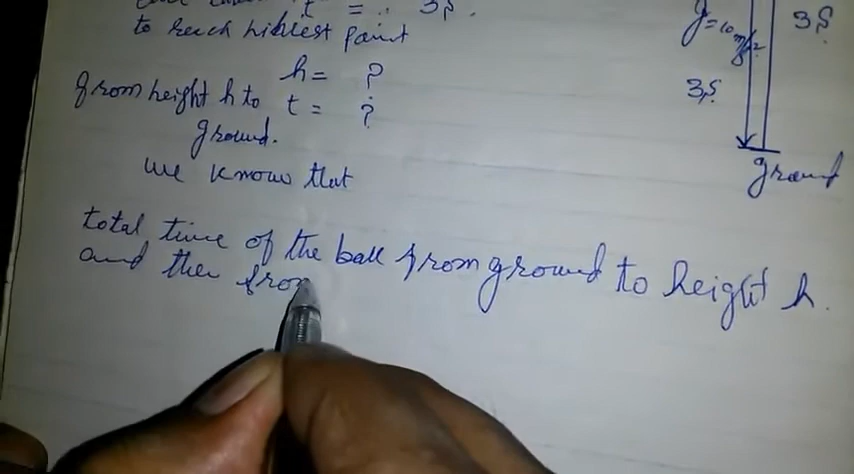 t = 3s.
to reach highest point
h = ?
from height h to t = ?
ground.
we know that
total time of the ball from ground to height h.
and then from
g = 10 m/s²
3s
3s
ground